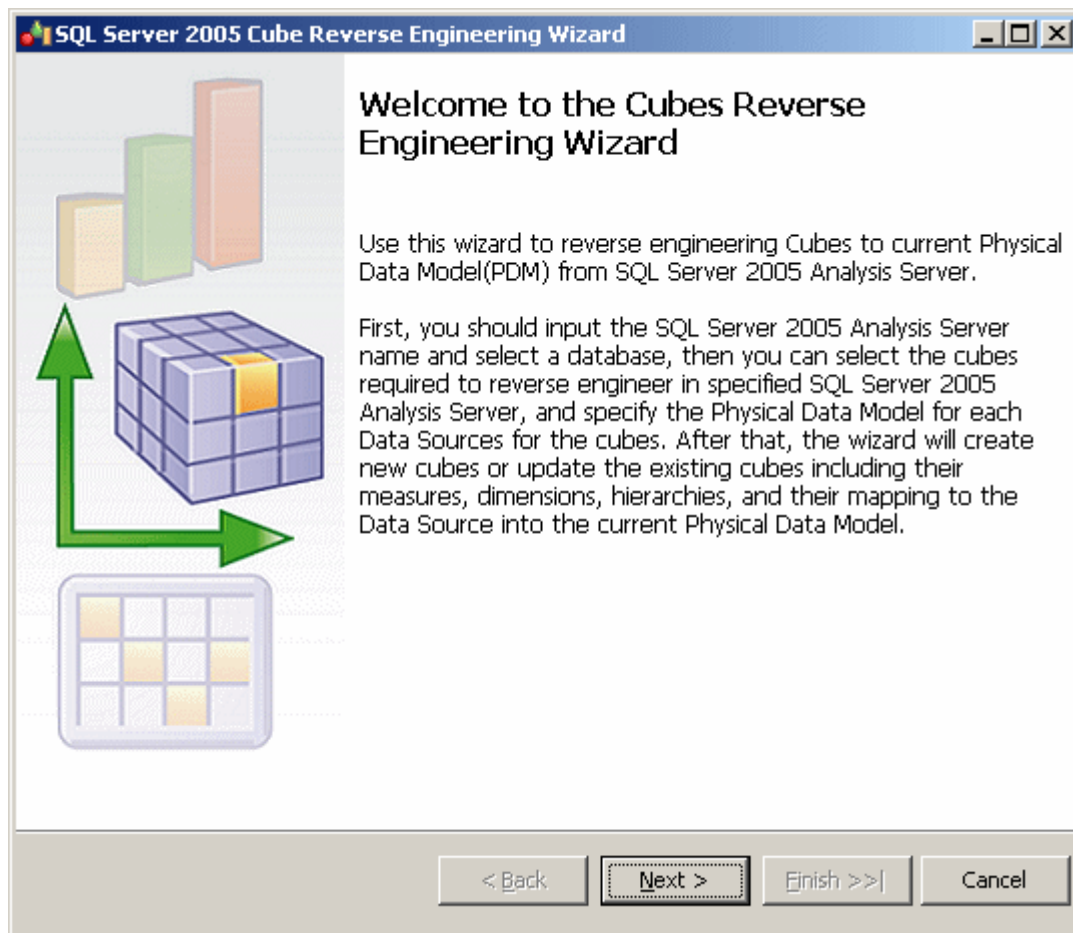 SQL Server 2005 Cube Reverse Engineering Wizard
Welcome to the Cubes Reverse
Engineering Wizard
Use this wizard to reverse engineering Cubes to current Physical
Data Model(PDM) from SQL Server 2005 Analysis Server.
First, you should input the SQL Server 2005 Analysis Server
name and select a database, then you can select the cubes
required to reverse engineer in specified SQL Server 2005
Analysis Server, and specify the Physical Data Model for each
Data Sources for the cubes. After that, the wizard will create
new cubes or update the existing cubes including their
measures, dimensions, hierarchies, and their mapping to the
Data Source into the current Physical Data Model.
< Back Next > Finish >>| Cancel